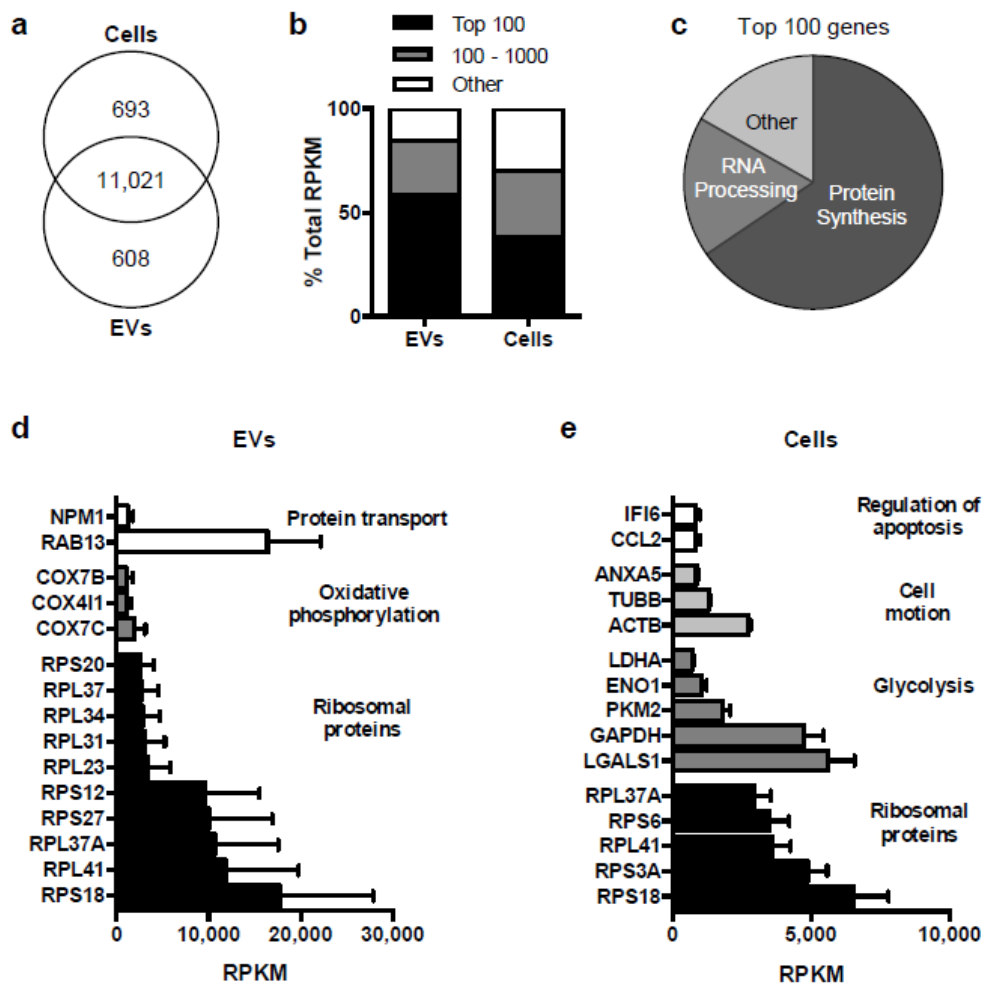 a
Cells
693
11,021
608
EVs
b
Top 100
100 - 1000
Other
% Total RPKM
100
50
0
EVs
Cells
c
Top 100 genes
Other
RNA
Processing
Protein
Synthesis
d
EVs
NPM1
RAB13
COX7B
COX4I1
COX7C
RPS20
RPL37
RPL34
RPL31
RPL23
RPS12
RPS27
RPL37A
RPL41
RPS18
Protein transport
Oxidative
phosphorylation
Ribosomal
proteins
0
10,000
20,000
30,000
RPKM
e
Cells
IFI6
CCL2
ANXA5
TUBB
ACTB
LDHA
ENO1
PKM2
GAPDH
LGALS1
RPL37A
RPS6
RPL41
RPS3A
RPS18
Regulation of
apoptosis
Cell
motion
Glycolysis
Ribosomal
proteins
0
5,000
10,000
RPKM